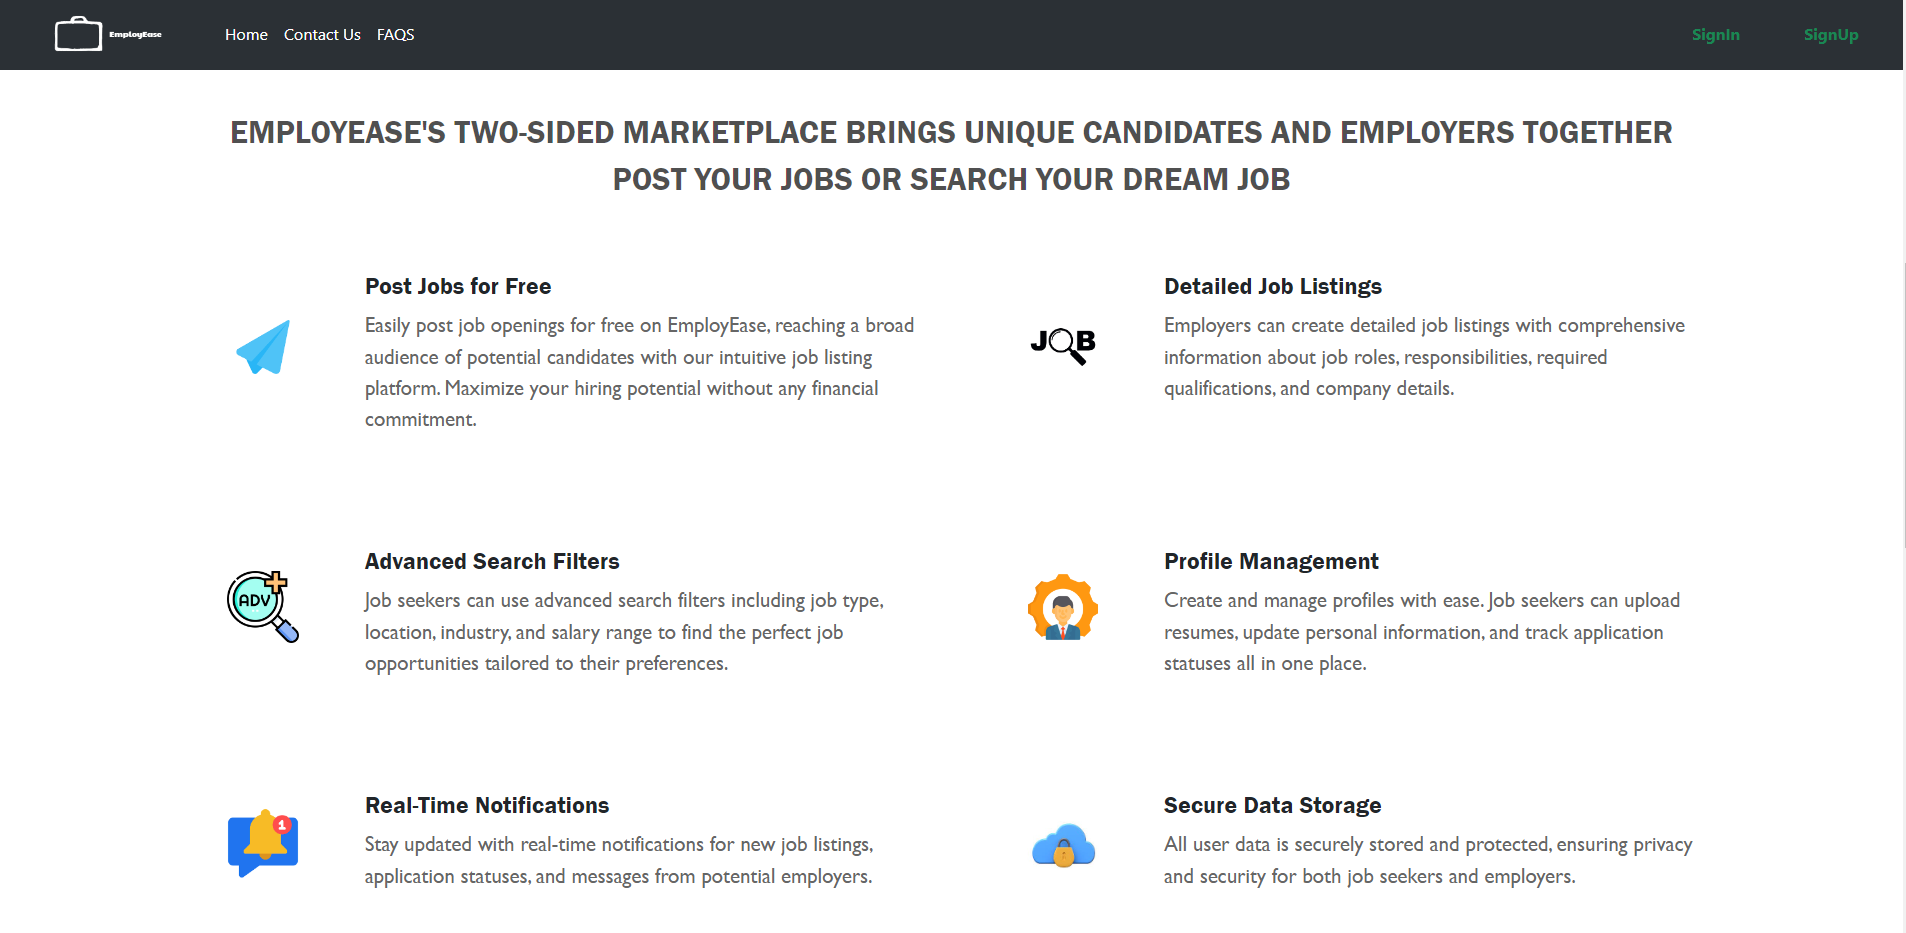 EmployEase
Home Contact Us FAQS
SignIn SignUp
EMPLOYEASE'S TWO-SIDED MARKETPLACE BRINGS UNIQUE CANDIDATES AND EMPLOYERS TOGETHER
POST YOUR JOBS OR SEARCH YOUR DREAM JOB
Post Jobs for Free
Easily post job openings for free on EmployEase, reaching a broad
audience of potential candidates with our intuitive job listing
platform. Maximize your hiring potential without any financial
commitment.
JOB
Detailed Job Listings
Employers can create detailed job listings with comprehensive
information about job roles, responsibilities, required
qualifications, and company details.
ADV
Advanced Search Filters
Job seekers can use advanced search filters including job type,
location, industry, and salary range to find the perfect job
opportunities tailored to their preferences.
Profile Management
Create and manage profiles with ease. Job seekers can upload
resumes, update personal information, and track application
statuses all in one place.
1
Real-Time Notifications
Stay updated with real-time notifications for new job listings,
application statuses, and messages from potential employers.
Secure Data Storage
All user data is securely stored and protected, ensuring privacy
and security for both job seekers and employers.